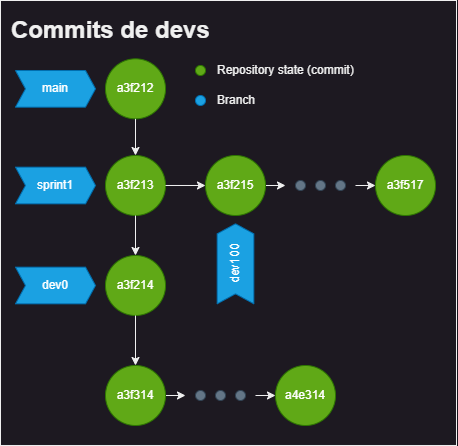 Commits de devs
Repository state (commit)
Branch
main
a3f212
sprint1
a3f213
a3f215
a3f517
dev100
dev0
a3f214
a3f314
a4e314